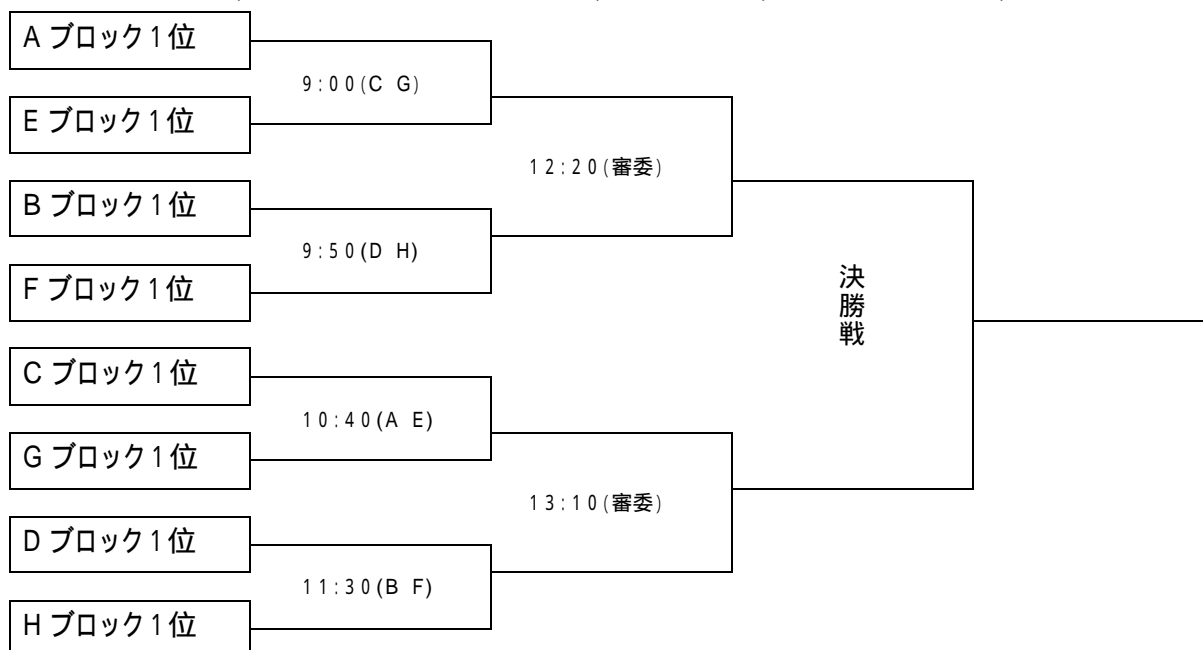 A ブロック1位
9:00(C G)
E ブロック1位
12:20(審委)
B ブロック1位
9:50(D H)
F ブロック1位
決勝戦
C ブロック1位
10:40(A E)
G ブロック1位
13:10(審委)
D ブロック1位
11:30(B F)
H ブロック1位